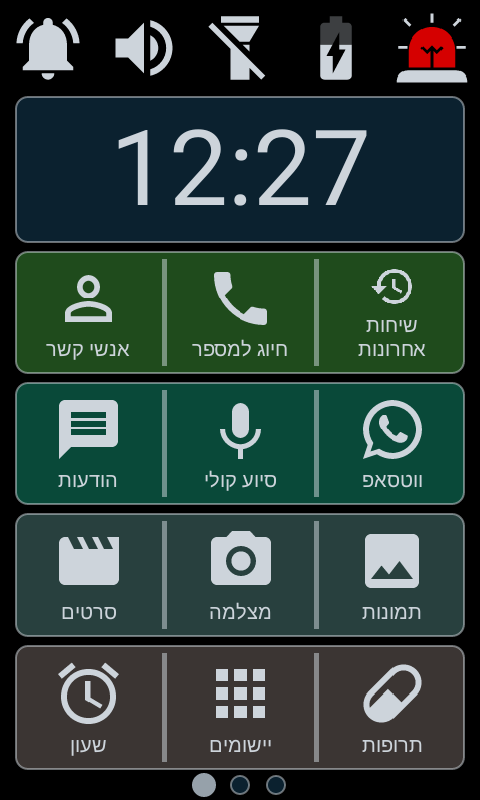 12:27
שיחות
אחרונות
חיוג למספר
אנשי קשר
ווטסאפ
סיוע קולי
הודעות
תמונות
מצלמה
סרטים
תרופות
יישומים
שעון